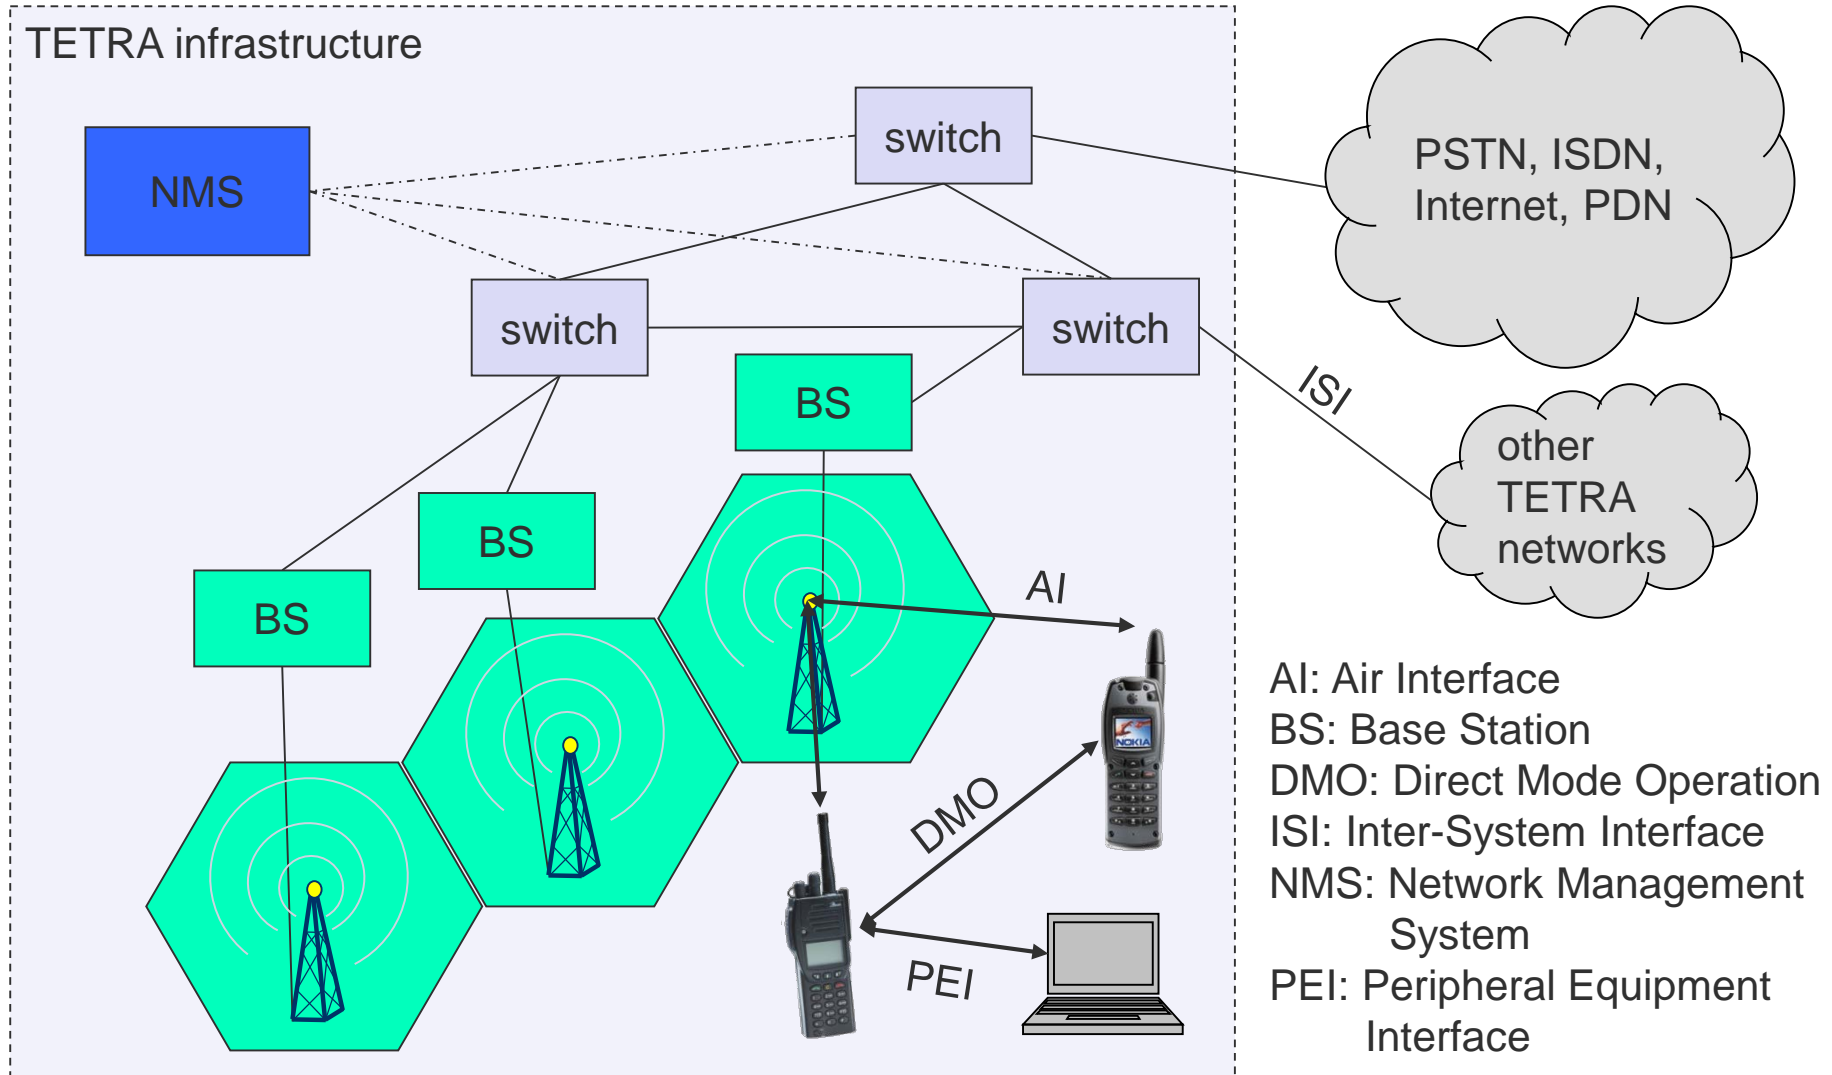 TETRA infrastructure
NMS
switch
PSTN, ISDN,
Internet, PDN
switch
switch
ISI
BS
other
TETRA
networks
BS
BS
AI
NOKIA
DMO
PEI
AI: Air Interface
BS: Base Station
DMO: Direct Mode Operation
ISI: Inter-System Interface
NMS: Network Management
System
PEI: Peripheral Equipment
Interface